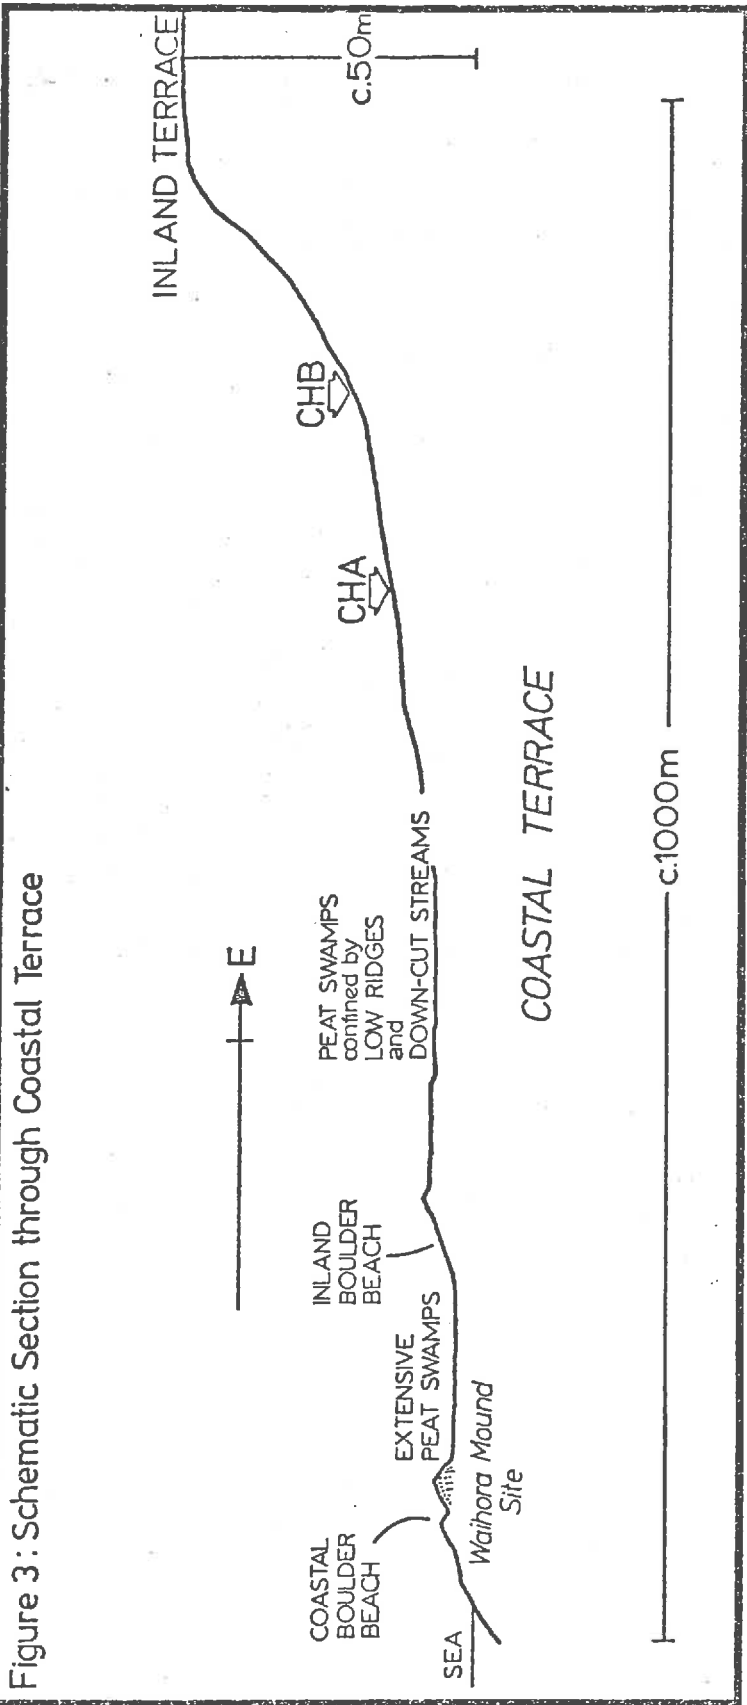 Figure 3 : Schematic Section through Coastal Terrace
E
INLAND TERRACE
c.50m
CHB
CHA
PEAT SWAMPS
confined by
LOW RIDGES
and
DOWN-CUT STREAMS
INLAND
BOULDER
BEACH
EXTENSIVE
PEAT SWAMPS
COASTAL
BOULDER
BEACH
Waihora Mound
Site
SEA
COASTAL TERRACE
c.1000m